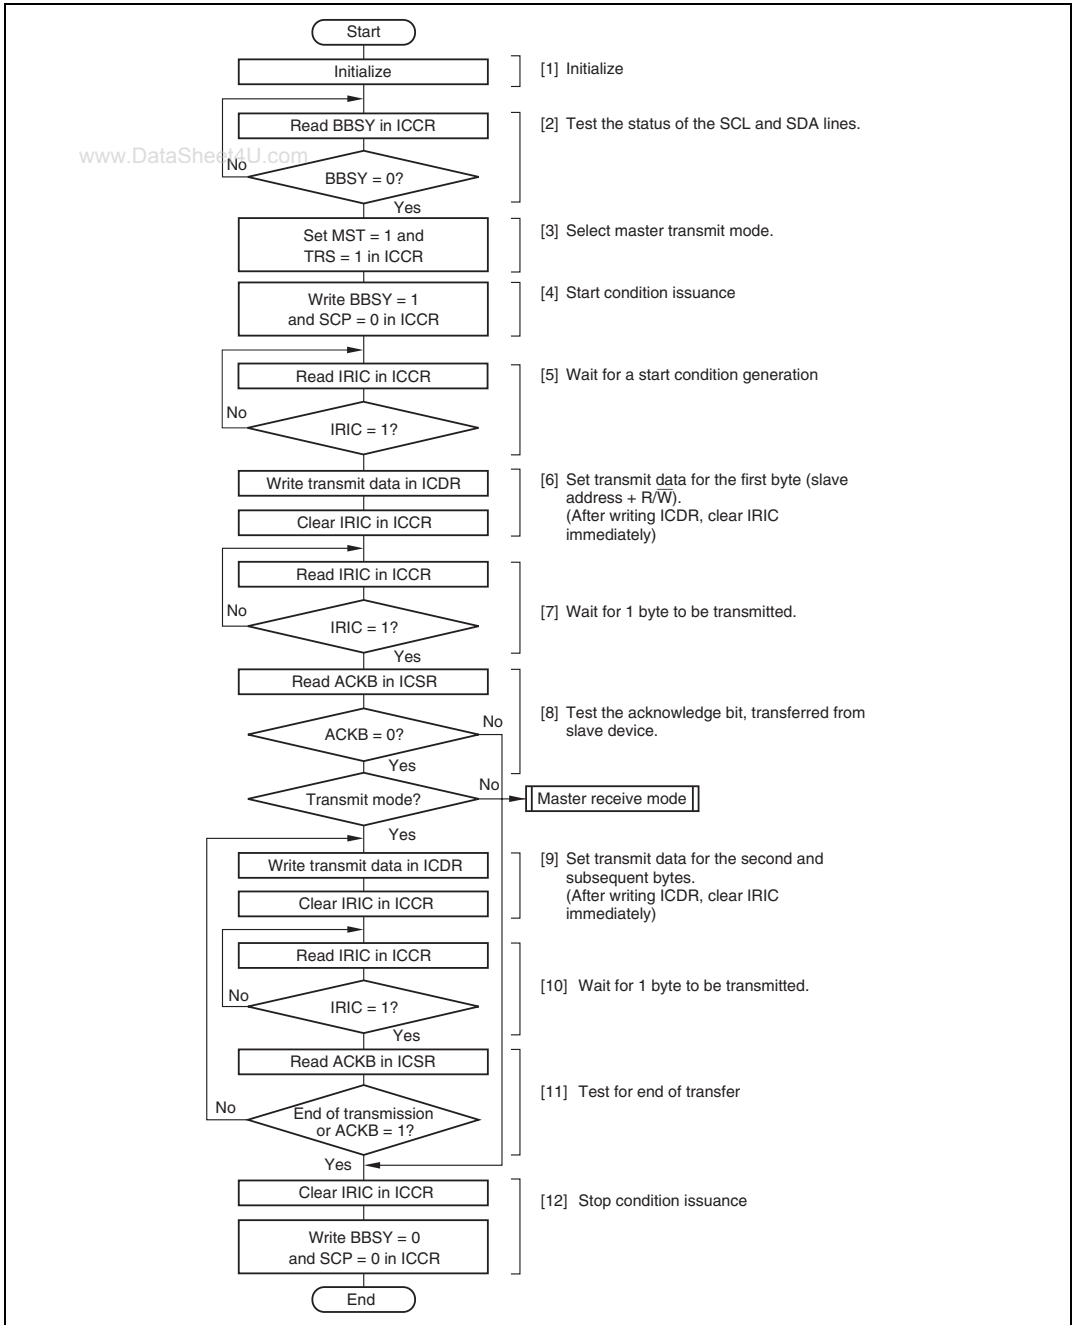 Start
Initialize
[1] Initialize
Read BBSY in ICCR
[2] Test the status of the SCL and SDA lines.
www.DataSheet4U.com
No
BBSY = 0?
Yes
Set MST = 1 and
TRS = 1 in ICCR
[3] Select master transmit mode.
Write BBSY = 1
and SCP = 0 in ICCR
[4] Start condition issuance
Read IRIC in ICCR
[5] Wait for a start condition generation
No
IRIC = 1?
Write transmit data in ICDR
Clear IRIC in ICCR
[6] Set transmit data for the first byte (slave
address + R/W̅).
(After writing ICDR, clear IRIC
immediately)
Read IRIC in ICCR
No
IRIC = 1?
Yes
[7] Wait for 1 byte to be transmitted.
Read ACKB in ICSR
ACKB = 0?
No
Yes
[8] Test the acknowledge bit, transferred from
slave device.
Transmit mode?
No
Master receive mode
Yes
Write transmit data in ICDR
Clear IRIC in ICCR
[9] Set transmit data for the second and
subsequent bytes.
(After writing ICDR, clear IRIC
immediately)
Read IRIC in ICCR
No
IRIC = 1?
Yes
[10] Wait for 1 byte to be transmitted.
Read ACKB in ICSR
[11] Test for end of transfer
No
End of transmission
or ACKB = 1?
Yes
Clear IRIC in ICCR
[12] Stop condition issuance
Write BBSY = 0
and SCP = 0 in ICCR
End